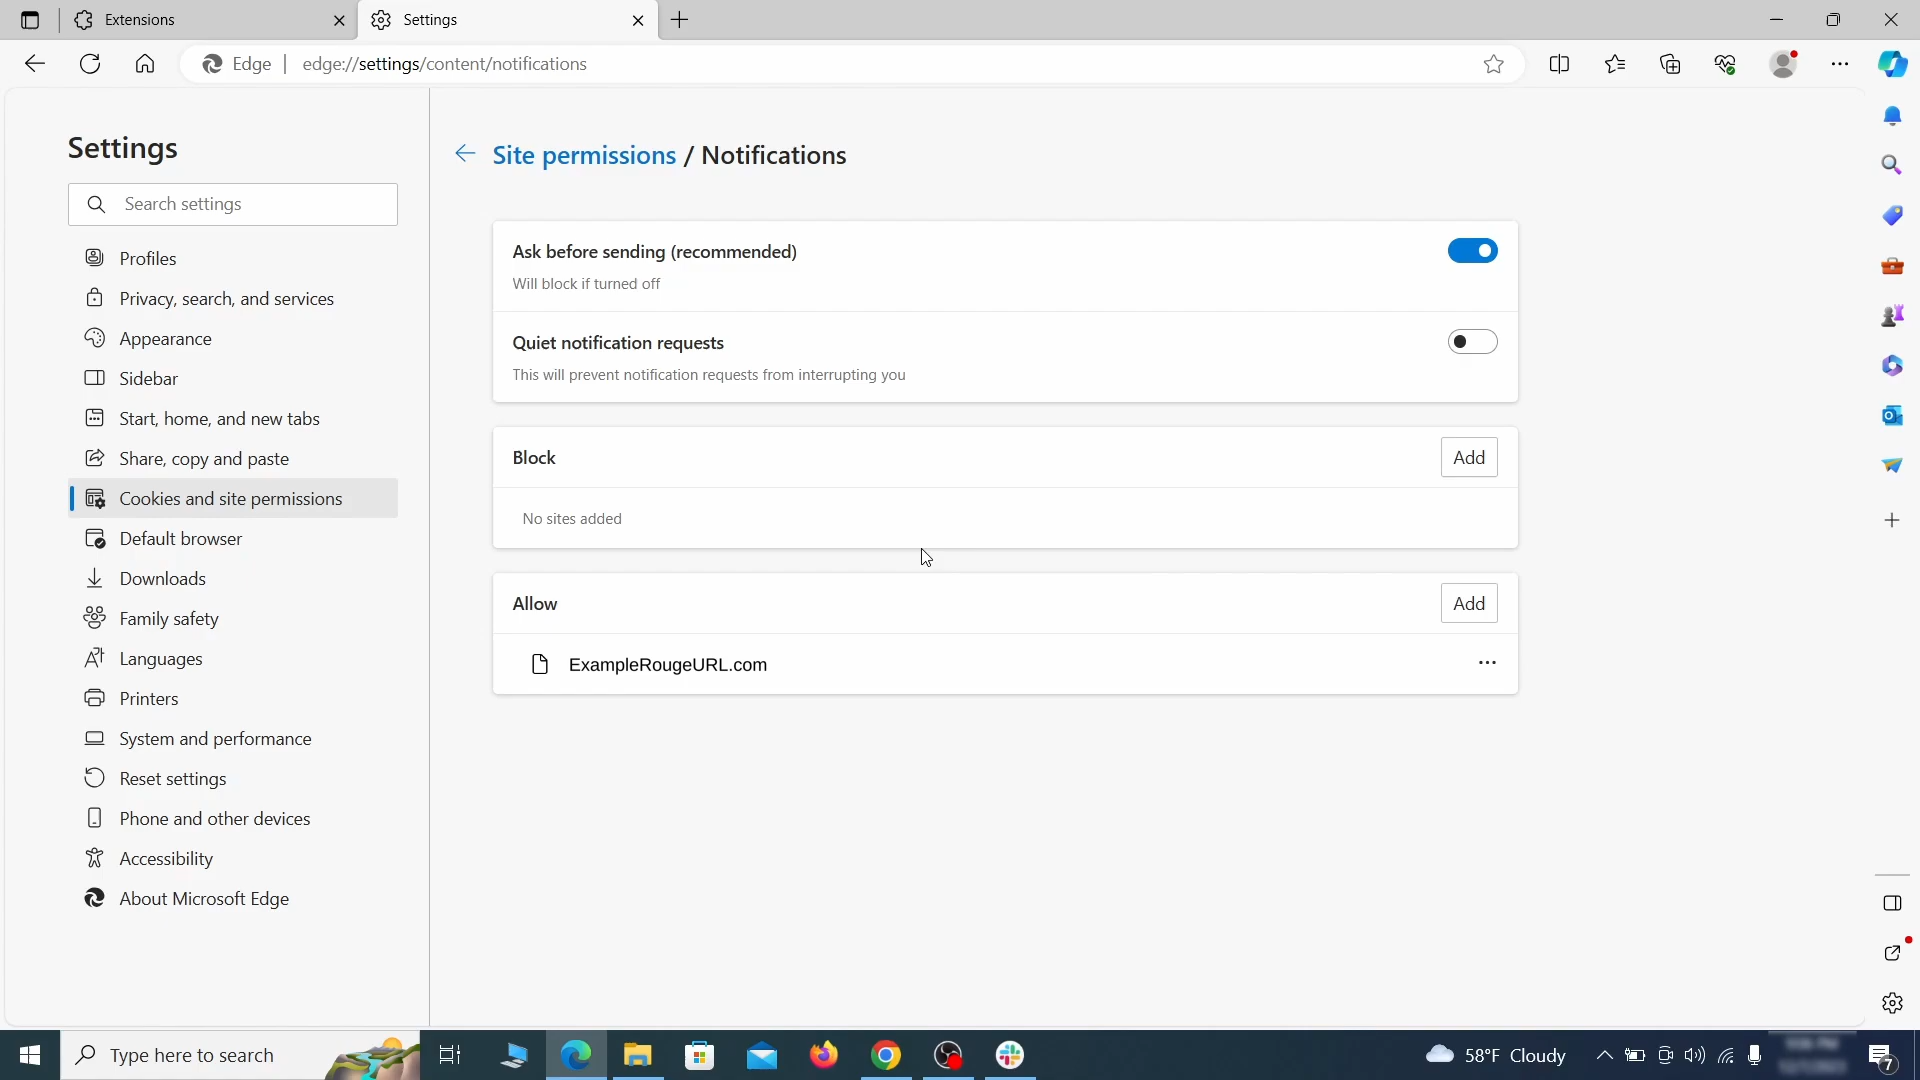 Extensions
Settings
Edge | edge://settings/content/notifications
Settings
Search settings
Profiles
Privacy, search, and services
Appearance
Sidebar
Start, home, and new tabs
Share, copy and paste
Cookies and site permissions
Default browser
Downloads
Family safety
Languages
Printers
System and performance
Reset settings
Phone and other devices
Accessibility
About Microsoft Edge
Site permissions / Notifications
Ask before sending (recommended)
Will block if turned off
Quiet notification requests
This will prevent notification requests from interrupting you
Block
Add
No sites added
Allow
Add
ExampleRougeURL.com
Type here to search
58°F Cloudy
7